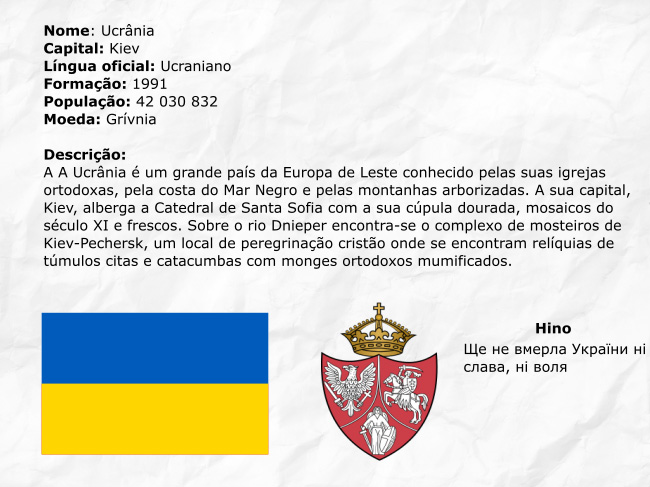 Nome: Ucrânia
Capital: Kiev
Língua oficial: Ucraniano
Formação: 1991
População: 42 030 832
Moeda: Grívnia
Descrição:
A A Ucrânia é um grande país da Europa de Leste conhecido pelas suas igrejas
ortodoxas, pela costa do Mar Negro e pelas montanhas arborizadas. A sua capital,
Kiev, alberga a Catedral de Santa Sofia com a sua cúpula dourada, mosaicos do
século XI e frescos. Sobre o rio Dnieper encontra-se o complexo de mosteiros de
Kiev-Pechersk, um local de peregrinação cristão onde se encontram relíquias de
túmulos citas e catacumbas com monges ortodoxos mumificados.
Hino
Ще не вмерла України ні
слава, ні воля